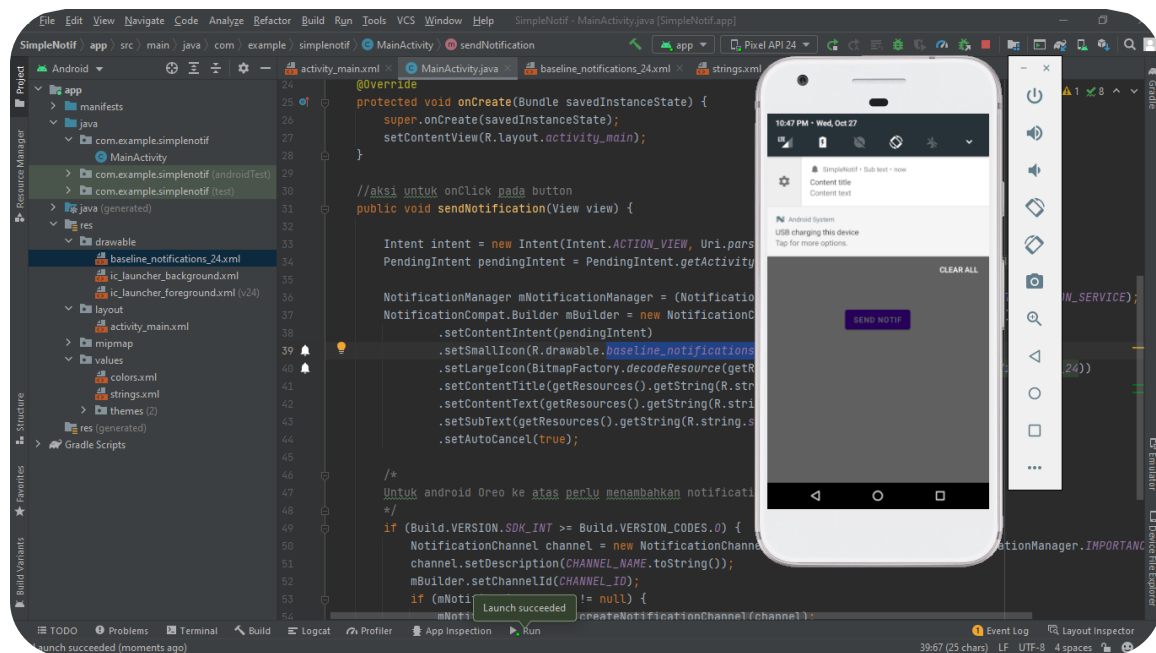 File Edit View Navigate Code Analyze Refactor Build Run Tools VCS Window Help SimpleNotif - MainActivity.java [SimpleNotif.app]
SimpleNotif app src main java com example simplenotif MainActivity sendNotification app Pixel API 24
Project
Resource Manager
Structure
Favorites
Build Variants
Android
app
manifests
java
com.example.simplenotif
MainActivity
com.example.simplenotif (androidTest)
com.example.simplenotif (test)
java (generated)
res
drawable
baseline_notifications_24.xml
ic_launcher_background.xml
ic_launcher_foreground.xml (v24)
layout
activity_main.xml
mipmap
values
colors.xml
strings.xml
themes (2)
res (generated)
Gradle Scripts
activity_main.xml MainActivity.java baseline_notifications_24.xml strings.xml
24 @Override
25 protected void onCreate(Bundle savedInstanceState) {
26 super.onCreate(savedInstanceState);
27 setContentView(R.layout.activity_main);
28 }
29
30 //aksi untuk onClick pada button
31 public void sendNotification(View view) {
32
33 Intent intent = new Intent(Intent.ACTION_VIEW, Uri.pars
34 PendingIntent pendingIntent = PendingIntent.getActivity
35
36 NotificationManager mNotificationManager = (Notificatio N_SERVICE);
37 NotificationCompat.Builder mBuilder = new NotificationC
38 .setContentIntent(pendingIntent)
39 .setSmallIcon(R.drawable.baseline_notifications
40 .setLargeIcon(BitmapFactory.decodeResource(getR _24))
41 .setContentTitle(getResources().getString(R.str
42 .setContentText(getResources().getString(R.stri
43 .setSubText(getResources().getString(R.string.s
44 .setAutoCancel(true);
45
46 /*
47 Untuk android Oreo ke atas perlu menambahkan notificati
48 */
49 if (Build.VERSION.SDK_INT >= Build.VERSION_CODES.O) {
50 NotificationChannel channel = new NotificationChanne ationManager.IMPORTANC
51 channel.setDescription(CHANNEL_NAME.toString());
52 mBuilder.setChannelId(CHANNEL_ID);
53 if (mNoti != null) {
54 mNoti createNotificationChannel(channel);
Launch succeeded
10:47 PM • Wed, Oct 27
LTE
SimpleNotif • Sub text • now
Content title
Content text
Android System
USB charging this device
Tap for more options.
CLEAR ALL
SEND NOTIF
1 8
Gradle
Emulator
Device File Explorer
TODO Problems Terminal Build Logcat Profiler App Inspection Run 1 Event Log Layout Inspector
aunch succeeded (moments ago) 39:67 (25 chars) LF UTF-8 4 spaces